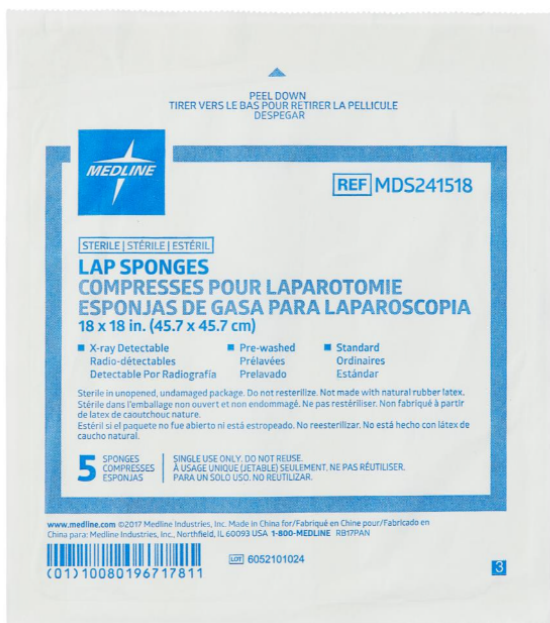 PEEL DOWN
TIRER VERS LE BAS POUR RETIRER LA PELLICULE
DESPEGAR
MEDLINE
REF MDS241518
STERILE | STÉRILE | ESTÉRIL
LAP SPONGES
COMPRESSES POUR LAPAROTOMIE
ESPONJAS DE GASA PARA LAPAROSCOPIA
18 x 18 in. (45.7 x 45.7 cm)
X-ray Detectable
Radio-détectables
Detectable Por Radiografía
Pre-washed
Prélavées
Prelavado
Standard
Ordinaires
Estándar
Sterile in unopened, undamaged package. Do not resterilize. Not made with natural rubber latex.
Stérile dans l'emballage non ouvert et non endommagé. Ne pas restériliser. Non fabriqué à partir
de latex de caoutchouc nature.
Estéril si el paquete no fue abierto ni está estropeado. No reesterilizar. No está hecho con látex de
caucho natural.
5 SPONGES
COMPRESSES
ESPONJAS
SINGLE USE ONLY. DO NOT REUSE.
À USAGE UNIQUE (JETABLE) SEULEMENT. NE PAS RÉUTILISER.
PARA UN SOLO USO. NO REUTILIZAR.
www.medline.com ©2017 Medline Industries, Inc. Made in China for/Fabriqué en Chine pour/Fabricado en
China para: Medline Industries, Inc., Northfield, IL 60093 USA 1-800-MEDLINE RB17PAN
(01)10080196717811
LOT 6052101024
3